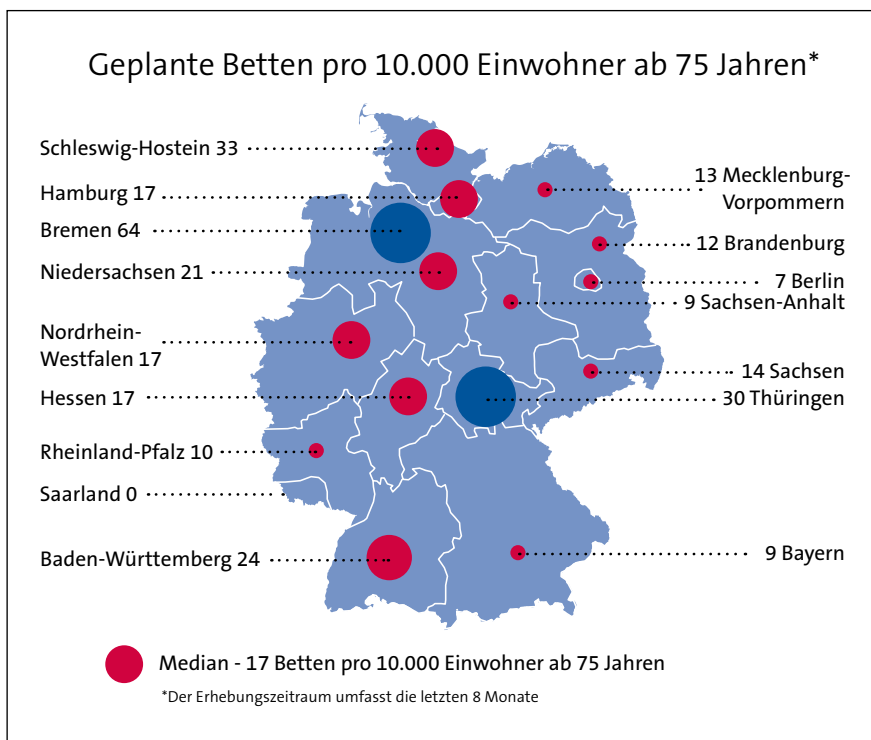 Geplante Betten pro 10.000 Einwohner ab 75 Jahren*
Schleswig-Hostein 33
Hamburg 17
Bremen 64
Niedersachsen 21
Nordrhein-
Westfalen 17
Hessen 17
Rheinland-Pfalz 10
Saarland 0
Baden-Württemberg 24
13 Mecklenburg-
Vorpommern
12 Brandenburg
7 Berlin
9 Sachsen-Anhalt
14 Sachsen
30 Thüringen
9 Bayern
Median - 17 Betten pro 10.000 Einwohner ab 75 Jahren
*Der Erhebungszeitraum umfasst die letzten 8 Monate